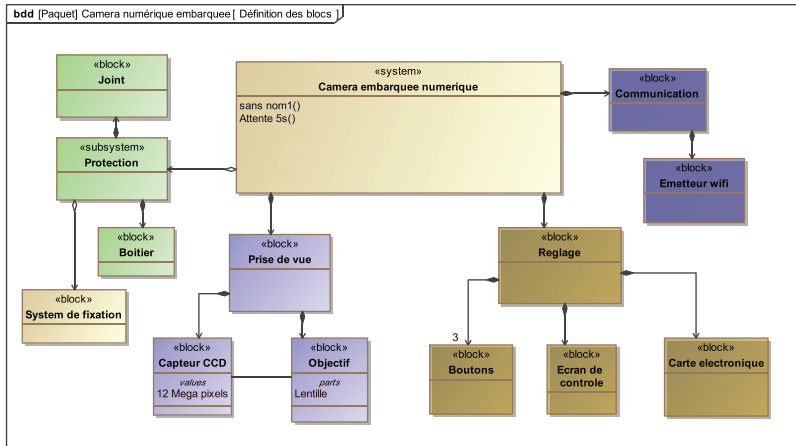 bdd [Paquet] Camera numérique embarquee [ Définition des blocs ]
«block»
Joint
«system»
Camera embarquee numerique
sans nom1()
Attente 5s()
«block»
Communication
«subsystem»
Protection
«block»
Emetteur wifi
«block»
Boitier
«block»
Prise de vue
«block»
Reglage
«block»
System de fixation
3
«block»
Capteur CCD
values
12 Mega pixels
«block»
Objectif
parts
Lentille
«block»
Boutons
«block»
Ecran de
controle
«block»
Carte electronique